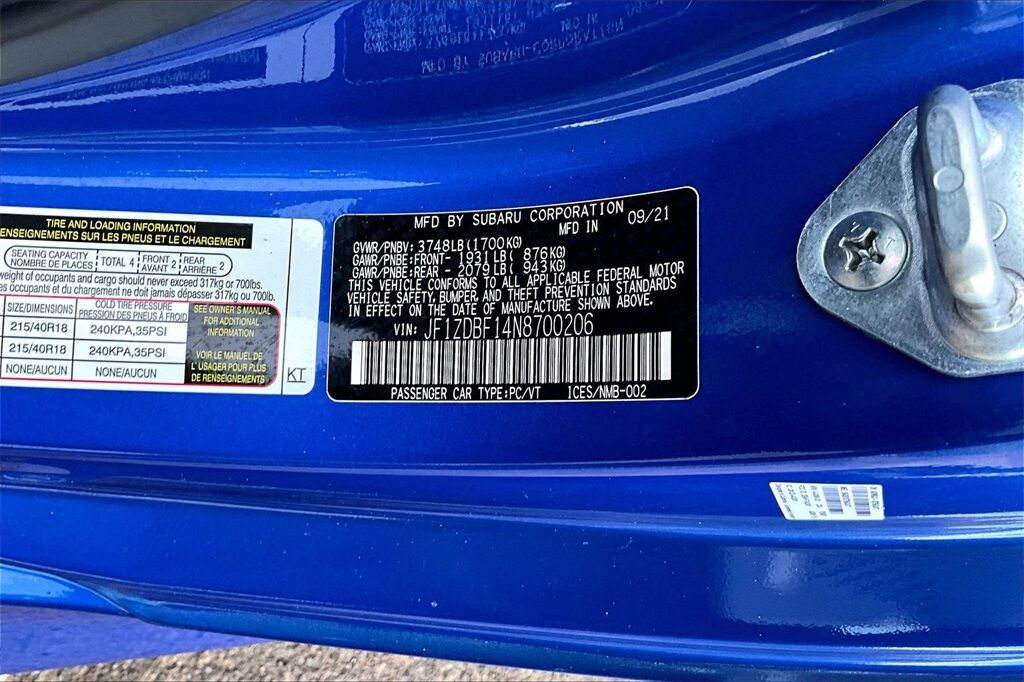 TIRE AND LOADING INFORMATION
ENSEIGNEMENTS SUR LES PNEUS ET LE CHARGEMENT
SEATING CAPACITY
NOMBRE DE PLACES
TOTAL 4
FRONT
AVANT 2
REAR
ARRIÈRE 2
weight of occupants and cargo should never exceed 317kg or 700lbs.
occupants et du chargement ne doit jamais dépasser 317kg ou 700lb.
SIZE/DIMENSIONS
COLD TIRE PRESSURE
PRESSION DES PNEUS À FROID
215/40R18 240KPA,35PSI
215/40R18 240KPA,35PSI
NONE/AUCUN NONE/AUCUN
SEE OWNER'S MANUAL
FOR ADDITIONAL
INFORMATION
VOIR LE MANUEL DE
L'USAGER POUR PLUS
DE RENSEIGNEMENTS
KT
MFD BY SUBARU CORPORATION 09/21
MFD IN
GVWR/PNBV: 3748LB(1700KG)
GAWR/PNBE:FRONT- 1931LB( 876KG)
GAWR/PNBE:REAR - 2079LB( 943KG)
THIS VEHICLE CONFORMS TO ALL APPLICABLE FEDERAL MOTOR
VEHICLE SAFETY, BUMPER, AND THEFT PREVENTION STANDARDS
IN EFFECT ON THE DATE OF MANUFACTURE SHOWN ABOVE.
VIN: JF1ZDBF14N8700206
PASSENGER CAR TYPE:PC/VT ICES/NMB-002